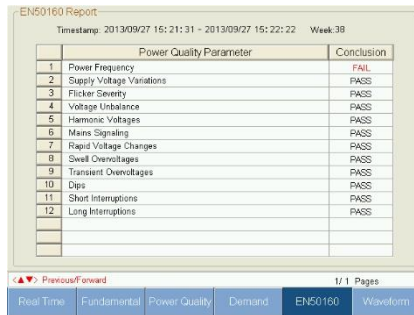 EN50160 Report
Timestamp: 2013/09/27 15:21:31 - 2013/09/27 15:22:22 Week:38
Power Quality Parameter Conclusion
1 Power Frequency FAIL
2 Supply Voltage Variations PASS
3 Flicker Severity PASS
4 Voltage Unbalance PASS
5 Harmonic Voltages PASS
6 Mains Signaling PASS
7 Rapid Voltage Changes PASS
8 Swell Overvoltages PASS
9 Transient Overvoltages PASS
10 Dips PASS
11 Short Interruptions PASS
12 Long Interruptions PASS
<▲▼> Previous/Forward 1/1 Pages
Real Time Fundamental Power Quality Demand EN50160 Waveform